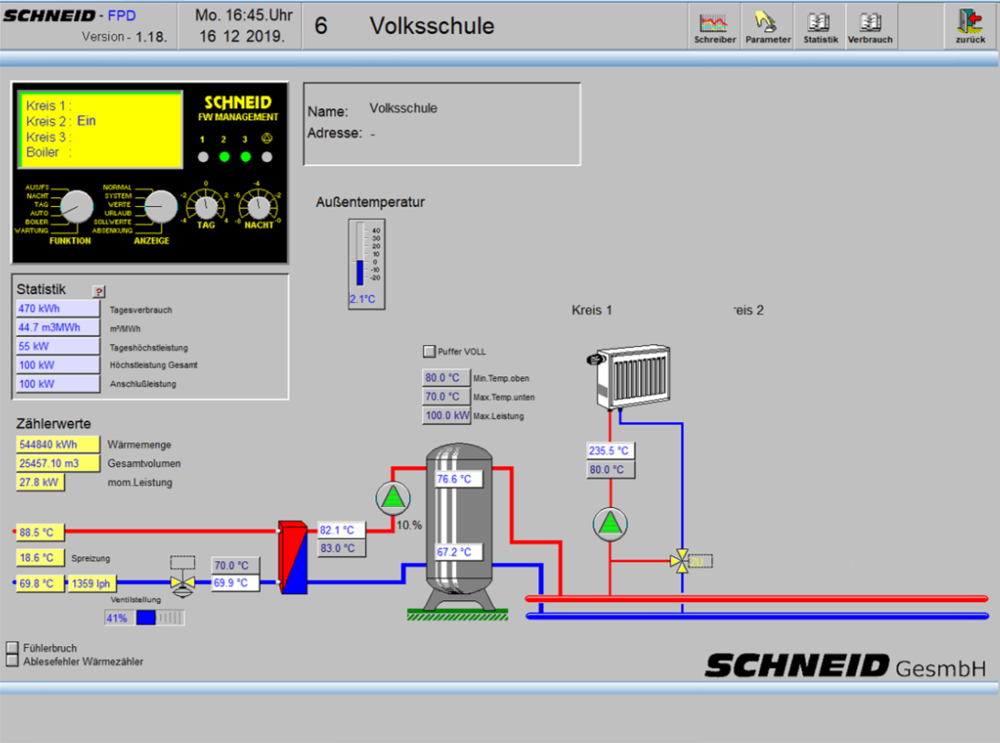 SCHNEID - FPD
Version - 1.18.
Mo. 16:45.Uhr
16 12 2019.
6 Volksschule
Schreiber
Parameter
Statistik
Verbrauch
zurück
Kreis 1 :
Kreis 2 : Ein
Kreis 3 :
Boiler :
SCHNEID
FW MANAGEMENT
1 2 3
AUS/FS
NACHT
TAG
AUTO
BOILER
WARTUNG
FUNKTION
NORMAL
SYSTEM
WERTE
URLAUB
SOLLWERTE
ABSENKUNG
ANZEIGE
0
-2 2
-4 4
TAG
-4
-6 -2
-8 -0
NACHT
Name: Volksschule
Adresse: -
Außentemperatur
40
30
20
10
0
-10
-20
2.1°C
Statistik ?
470 kWh Tagesverbrauch
44.7 m3MWh m³/MWh
55 kW Tageshöchstleistung
100 kW Höchstleistung Gesamt
100 kW Anschlußleistung
Kreis 1
reis 2
Puffer VOLL
80.0 °C Min.Temp.oben
70.0 °C Max.Temp.unten
100.0 kW Max.Leistung
Zählerwerte
544840 kWh Wärmemenge
25457.10 m3 Gesamtvolumen
27.8 kW mom.Leistung
235.5 °C
80.0 °C
76.6 °C
10.%
88.5 °C
82.1 °C
83.0 °C
67.2 °C
18.6 °C Spreizung
70.0 °C
ZU
69.8 °C 1359 lph
69.9 °C
Ventilstellung
41%
Fühlerbruch
Ablesefehler Wärmezähler
SCHNEID GesmbH